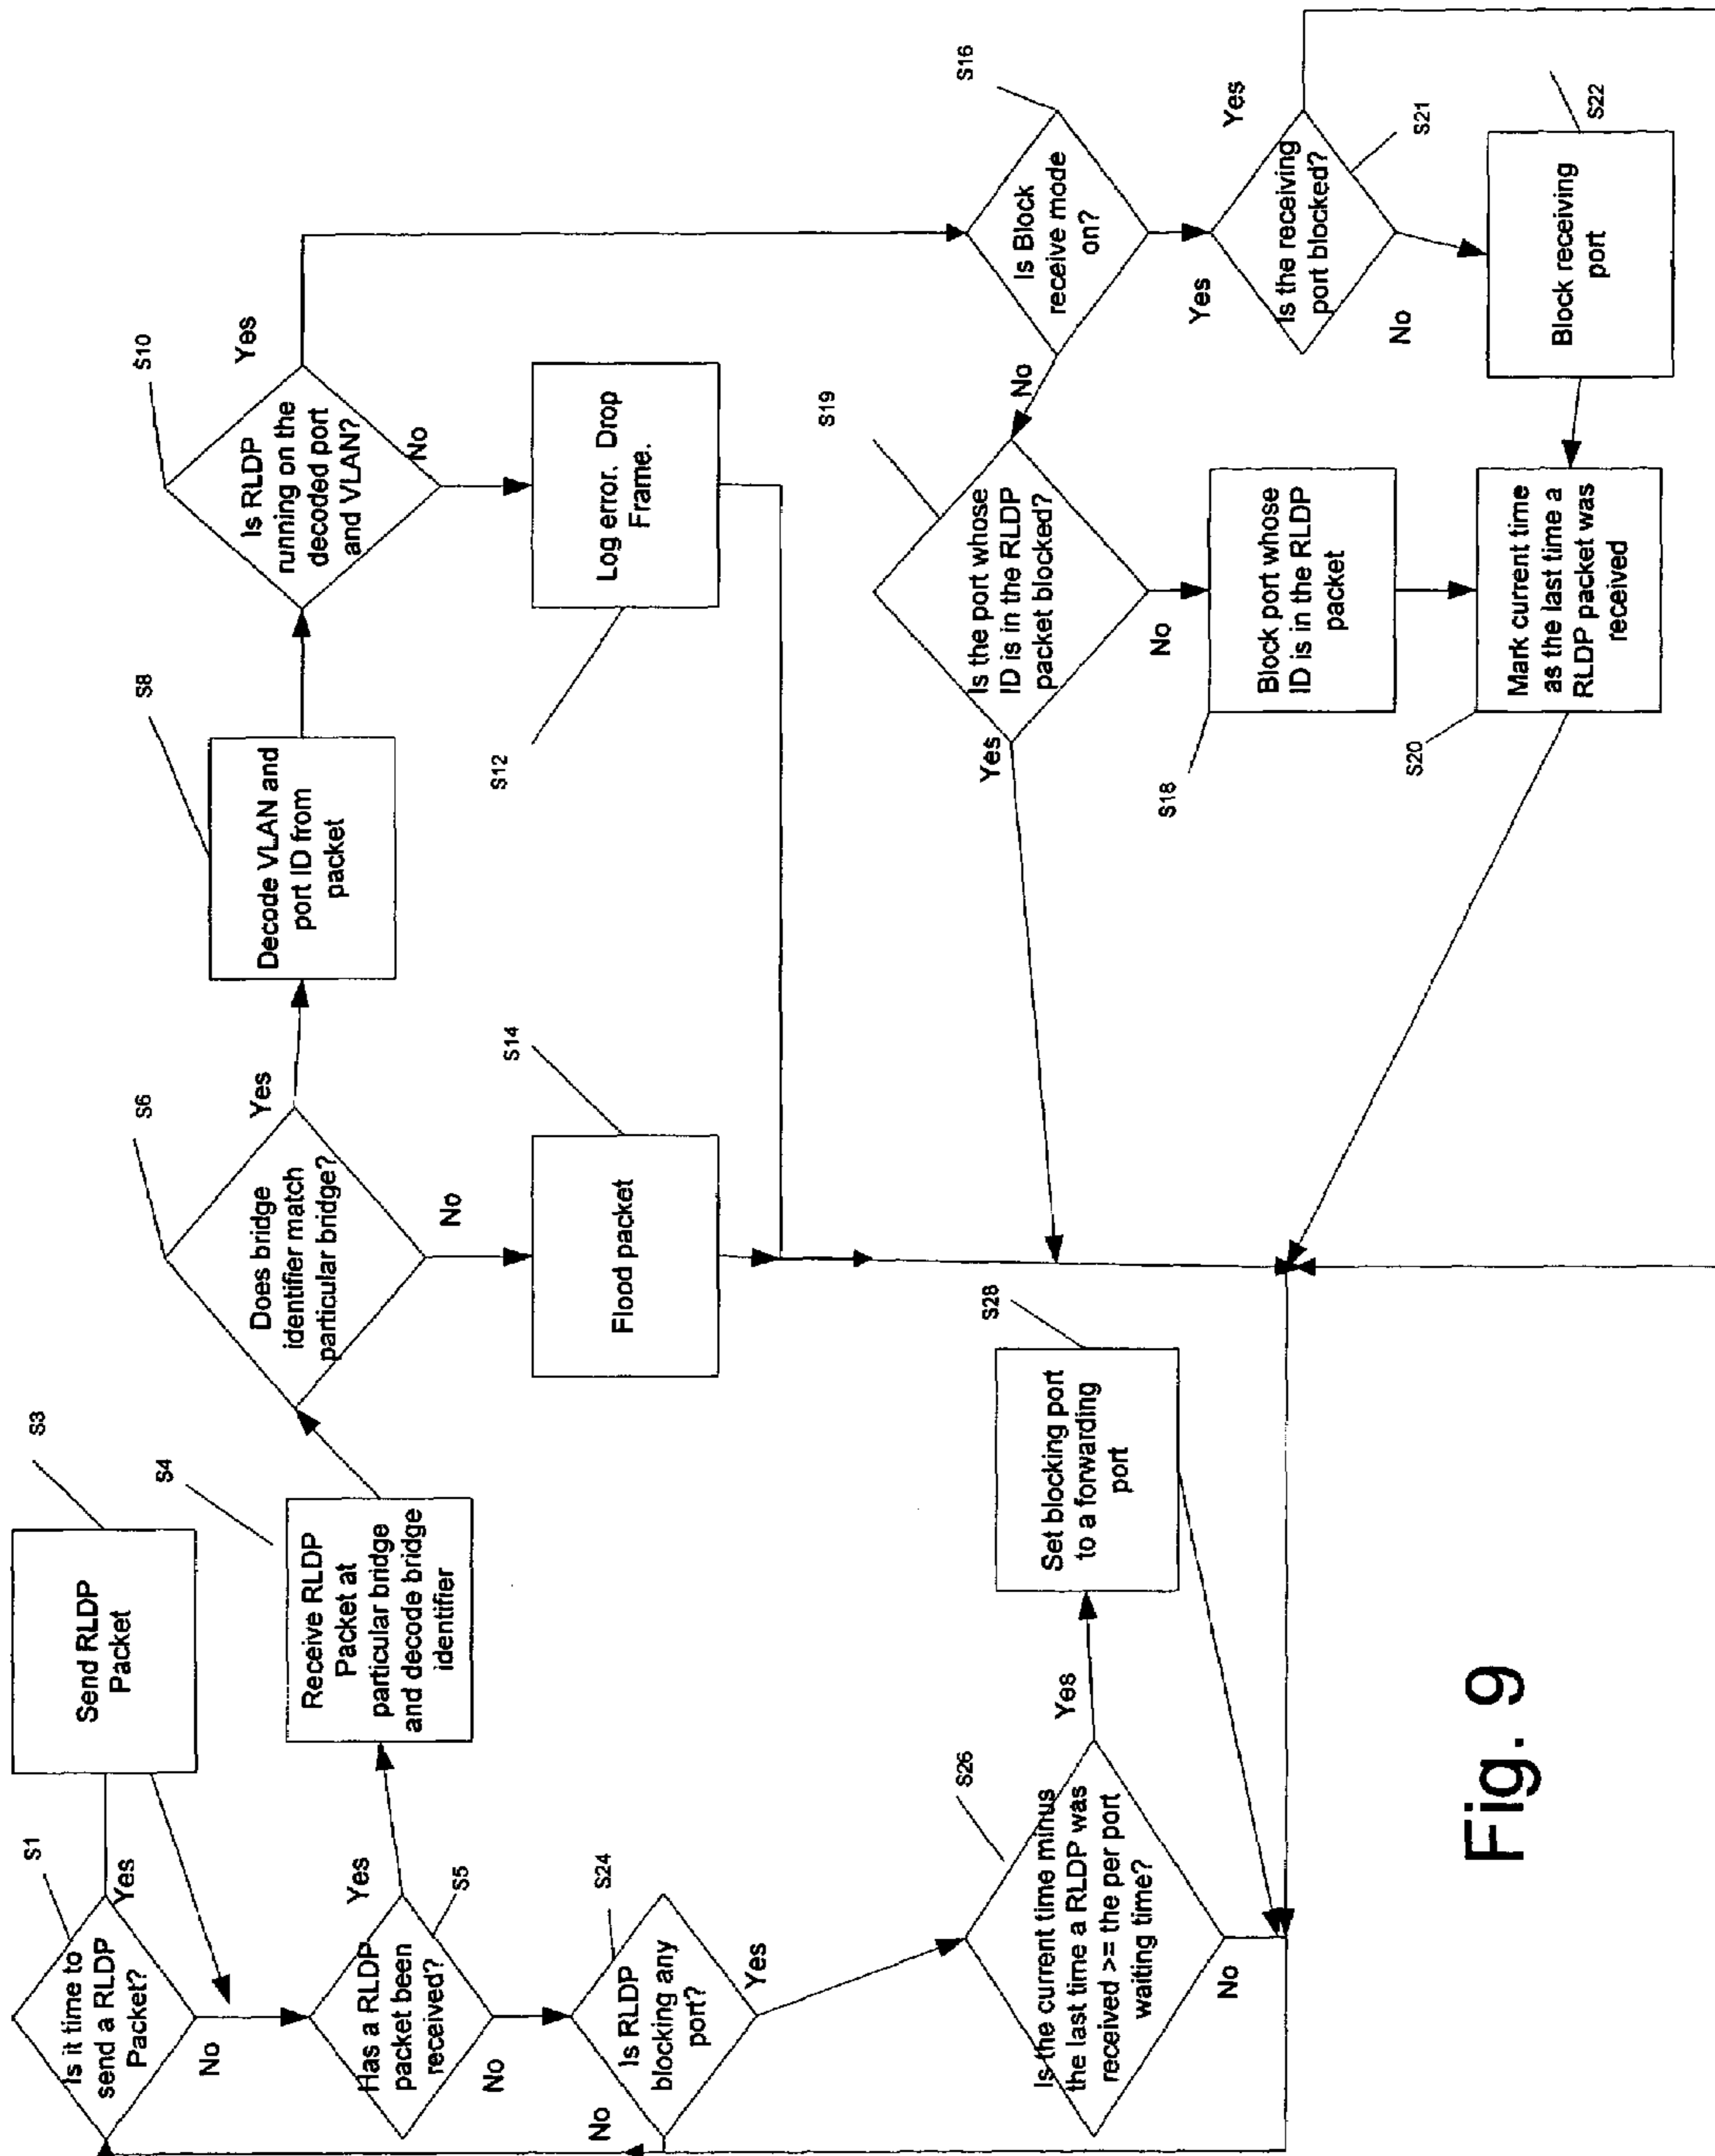 S1
Is it time to
send a RLDP
Packet?
Yes
No
S3
Send RLDP
Packet
S5
Has a RLDP
packet been
received?
Yes
No
S4
Receive RLDP
Packet at
particular bridge
and decode bridge
identifier
S6
Does bridge
identifier match
particular bridge?
Yes
No
S14
Flood packet
S8
Decode VLAN and
port ID from
packet
S10
Is RLDP
running on the
decoded port
and VLAN?
Yes
No
S12
Log error. Drop
Frame.
S16
Is Block
receive mode
on?
Yes
No
S19
Is the port whose
ID is in the RLDP
packet blocked?
Yes
No
S18
Block port whose
ID is in the RLDP
packet
S21
Is the receiving
port blocked?
Yes
No
S22
Block receiving
port
S20
Mark current time
as the last time a
RLDP packet was
received
S24
Is RLDP
blocking any
port?
Yes
No
S26
Is the current time minus
the last time a RLDP was
received >= the per port
waiting time?
Yes
No
S28
Set blocking port
to a forwarding
port
Fig. 9